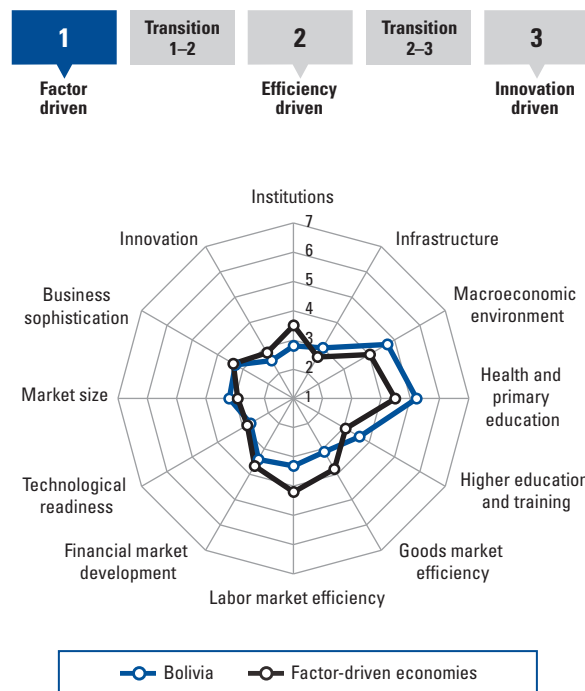 1
Transition
1–2
2
Transition
2–3
3
Factor
driven
Efficiency
driven
Innovation
driven
Institutions
Infrastructure
Macroeconomic
environment
Health and
primary
education
Higher education
and training
Goods market
efficiency
Labor market efficiency
Financial market
development
Technological
readiness
Market size
Business
sophistication
Innovation
7
6
5
4
3
2
1
Bolivia
Factor-driven economies